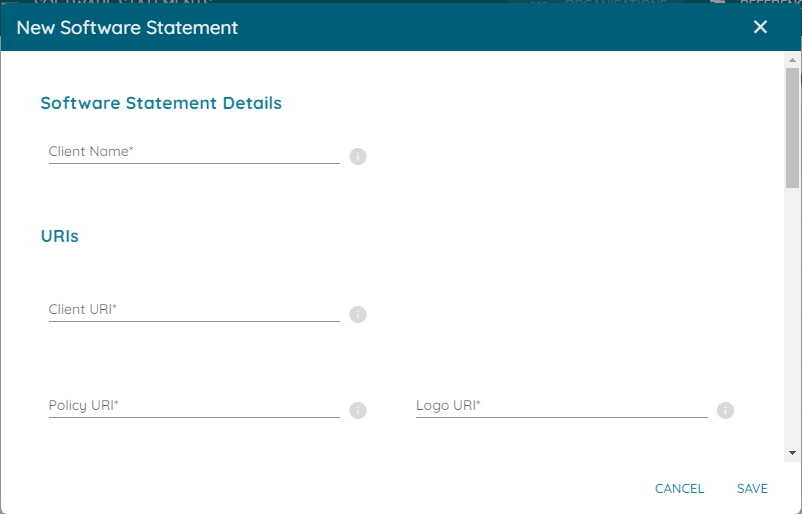 New Software Statement
Software Statement Details
Client Name*
URIs
Client URI*
Policy URI* Logo URI*
CANCEL SAVE